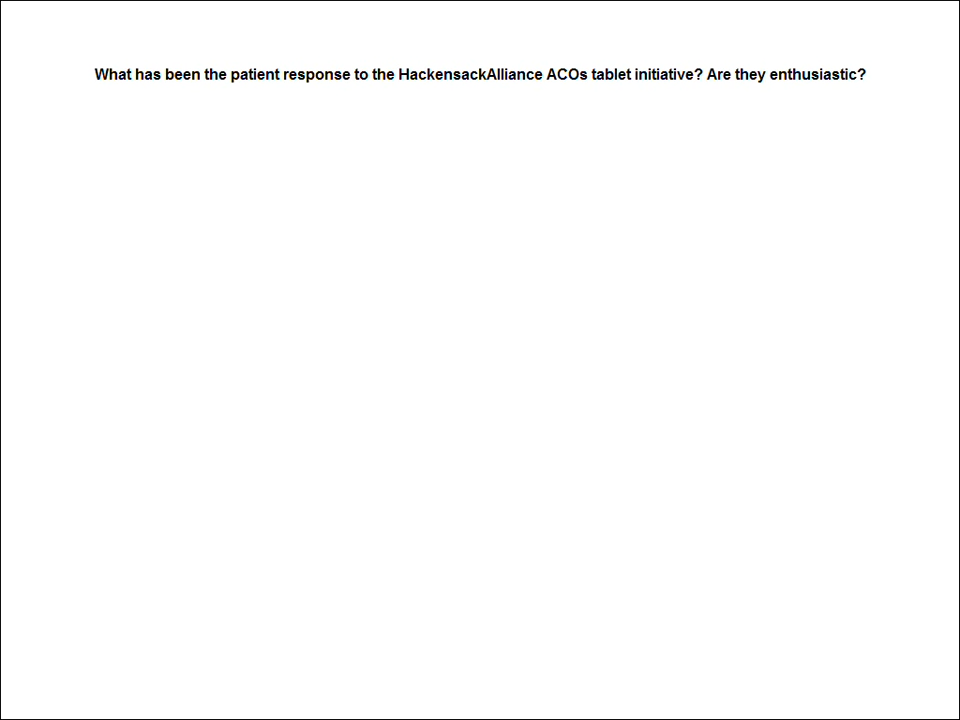 What has been the patient response to the HackensackAlliance ACOs tablet initiative? Are they enthusiastic?